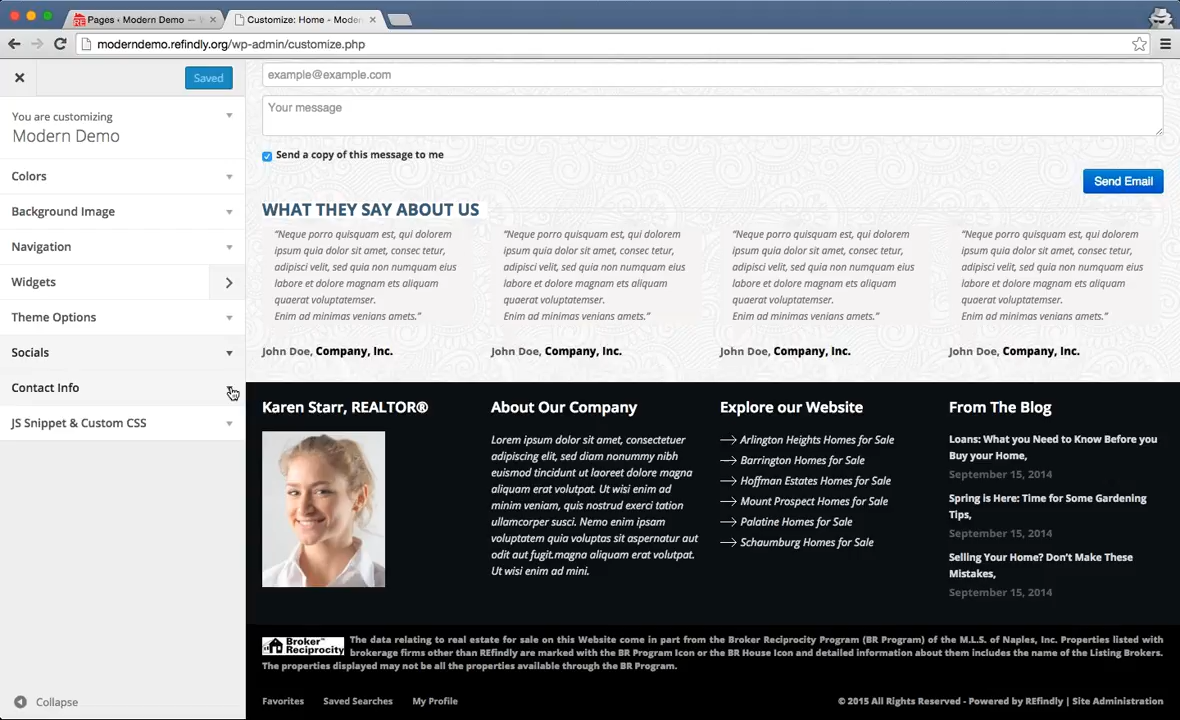 Pages ‹ Modern Demo —
Customize: Home - Moder
moderndemo.refindly.org/wp-admin/customize.php
Saved
You are customizing
Modern Demo
Colors
Background Image
Navigation
Widgets
Theme Options
Socials
Contact Info
JS Snippet & Custom CSS
Collapse
example@example.com
Your message
Send a copy of this message to me
Send Email
WHAT THEY SAY ABOUT US
“Neque porro quisquam est, qui dolorem
ipsum quia dolor sit amet, consec tetur,
adipisci velit, sed quia non numquam eius
labore et dolore magnam ets aliquam
quaerat voluptatemser.
Enim ad minimas venians amets.”
John Doe, Company, Inc.
“Neque porro quisquam est, qui dolorem
ipsum quia dolor sit amet, consec tetur,
adipisci velit, sed quia non numquam eius
labore et dolore magnam ets aliquam
quaerat voluptatemser.
Enim ad minimas venians amets.”
John Doe, Company, Inc.
“Neque porro quisquam est, qui dolorem
ipsum quia dolor sit amet, consec tetur,
adipisci velit, sed quia non numquam eius
labore et dolore magnam ets aliquam
quaerat voluptatemser.
Enim ad minimas venians amets.”
John Doe, Company, Inc.
“Neque porro quisquam est, qui dolorem
ipsum quia dolor sit amet, consec tetur,
adipisci velit, sed quia non numquam eius
labore et dolore magnam ets aliquam
quaerat voluptatemser.
Enim ad minimas venians amets.”
John Doe, Company, Inc.
Karen Starr, REALTOR®
About Our Company
Lorem ipsum dolor sit amet, consectetuer
adipiscing elit, sed diam nonummy nibh
euismod tincidunt ut laoreet dolore magna
aliquam erat volutpat. Ut wisi enim ad
minim veniam, quis nostrud exerci tation
ullamcorper susci. Nemo enim ipsam
voluptatem quia voluptas sit aspernatur aut
odit aut fugit.magna aliquam erat volutpat.
Ut wisi enim ad mini.
Explore our Website
Arlington Heights Homes for Sale
Barrington Homes for Sale
Hoffman Estates Homes for Sale
Mount Prospect Homes for Sale
Palatine Homes for Sale
Schaumburg Homes for Sale
From The Blog
Loans: What you Need to Know Before you
Buy your Home,
September 15, 2014
Spring is Here: Time for Some Gardening
Tips,
September 15, 2014
Selling Your Home? Don’t Make These
Mistakes,
September 15, 2014
Broker™
Reciprocity
The data relating to real estate for sale on this Website come in part from the Broker Reciprocity Program (BR Program) of the M.L.S. of Naples, Inc. Properties listed with
brokerage firms other than REfindly are marked with the BR Program Icon or the BR House Icon and detailed information about them includes the name of the Listing Brokers.
The properties displayed may not be all the properties available through the BR Program.
Favorites
Saved Searches
My Profile
© 2015 All Rights Reserved - Powered by REfindly | Site Administration